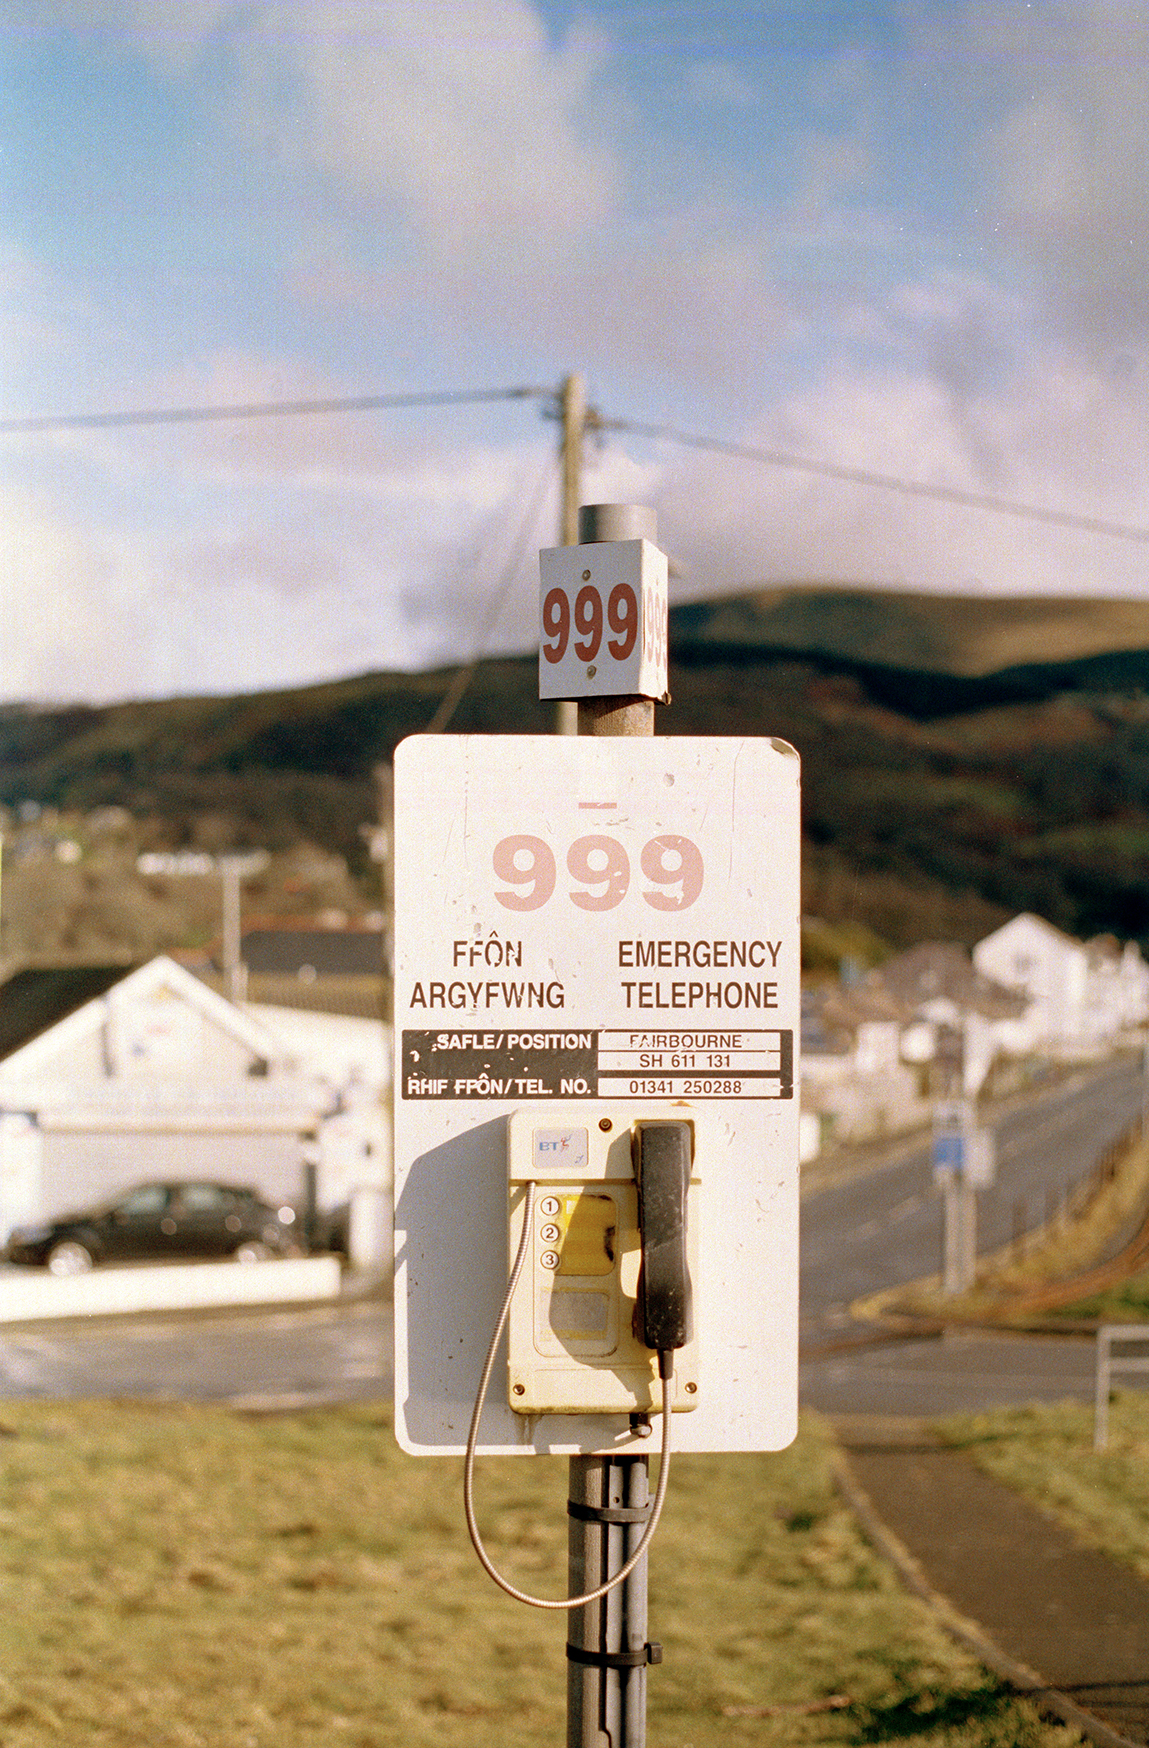 999
999
FFÔN
ARGYFWNG
EMERGENCY
TELEPHONE
SAFLE/POSITION FAIRBOURNE
SH 611 131
RHIF FFÔN/TEL. NO. 01341 250288
BT
1
2
3